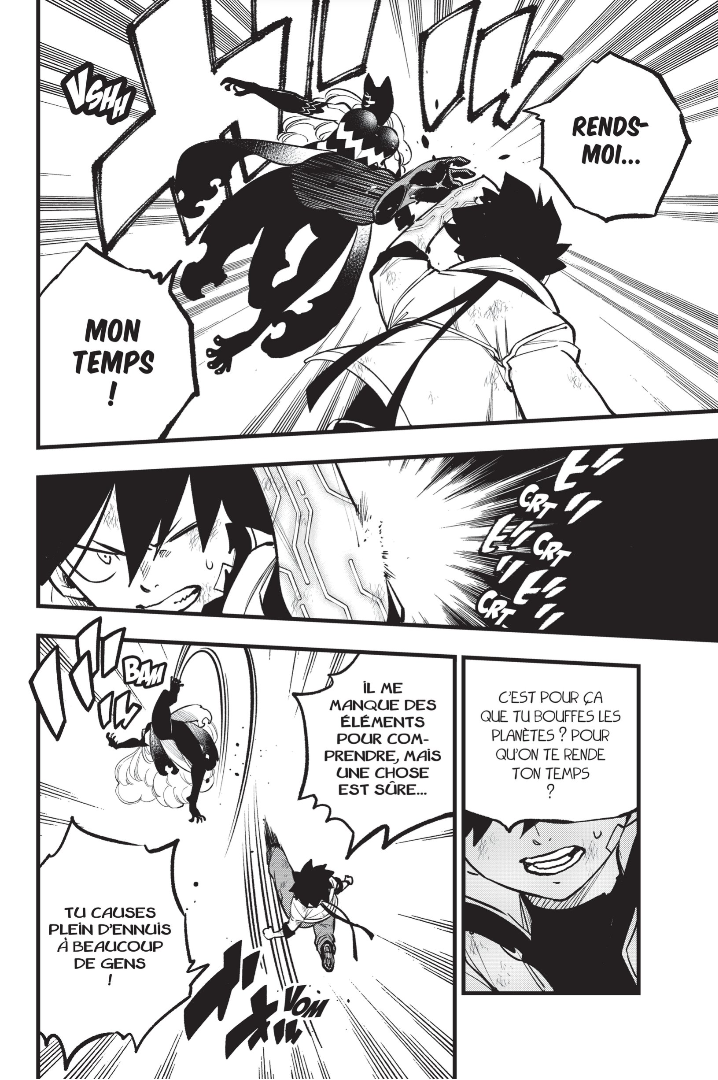 RENDS-
MOI...
VSHH
MON
TEMPS
!
CRT
CRT
CRT
C'EST POUR ÇA
QUE TU BOUFFES LES
PLANÈTES ? POUR
QU'ON TE RENDE
TON TEMPS
?
IL ME
MANQUE DES
ÉLÉMENTS
POUR COM-
PRENDRE, MAIS
UNE CHOSE
EST SÛRE...
BAM
TU CAUSES
PLEIN D'ENNUIS
À BEAUCOUP
DE GENS
!
VOM